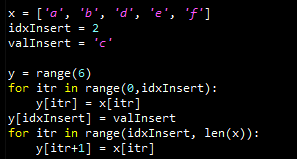 x = ['a', 'b', 'd', 'e', 'f']
idxInsert = 2
valInsert = 'c'
y = range(6)
for itr in range(0,idxInsert):
    y[itr] = x[itr]
y[idxInsert] = valInsert
for itr in range(idxInsert, len(x)):
    y[itr+1] = x[itr]